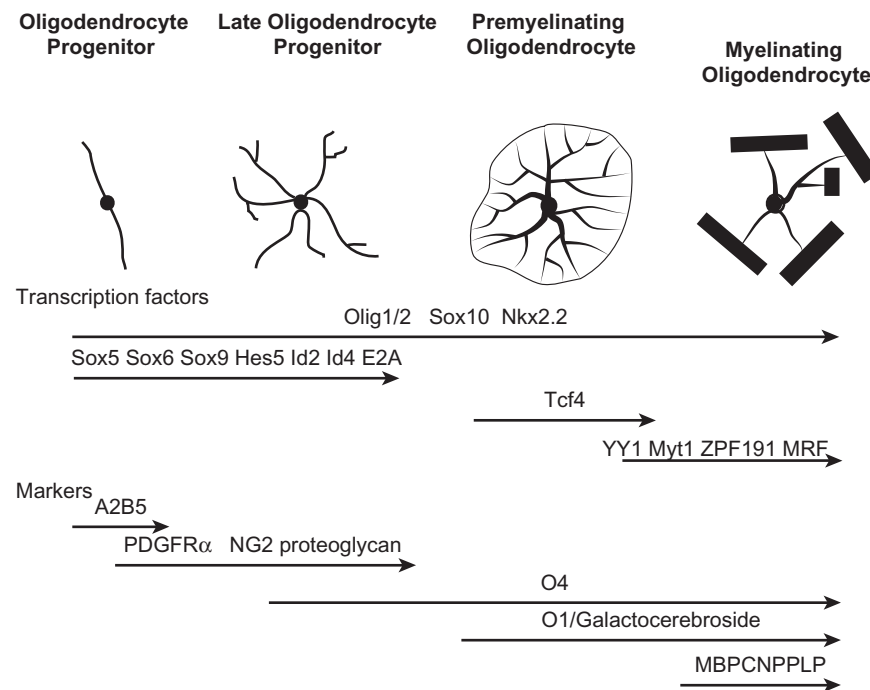 Oligodendrocyte
Progenitor
Late Oligodendrocyte
Progenitor
Premyelinating
Oligodendrocyte
Myelinating
Oligodendrocyte
Transcription factors
Olig1/2 Sox10 Nkx2.2
Sox5 Sox6 Sox9 Hes5 Id2 Id4 E2A
Tcf4
YY1 Myt1 ZPF191 MRF
Markers
A2B5
PDGFRα NG2 proteoglycan
O4
O1/Galactocerebroside
MBPCNPPLP